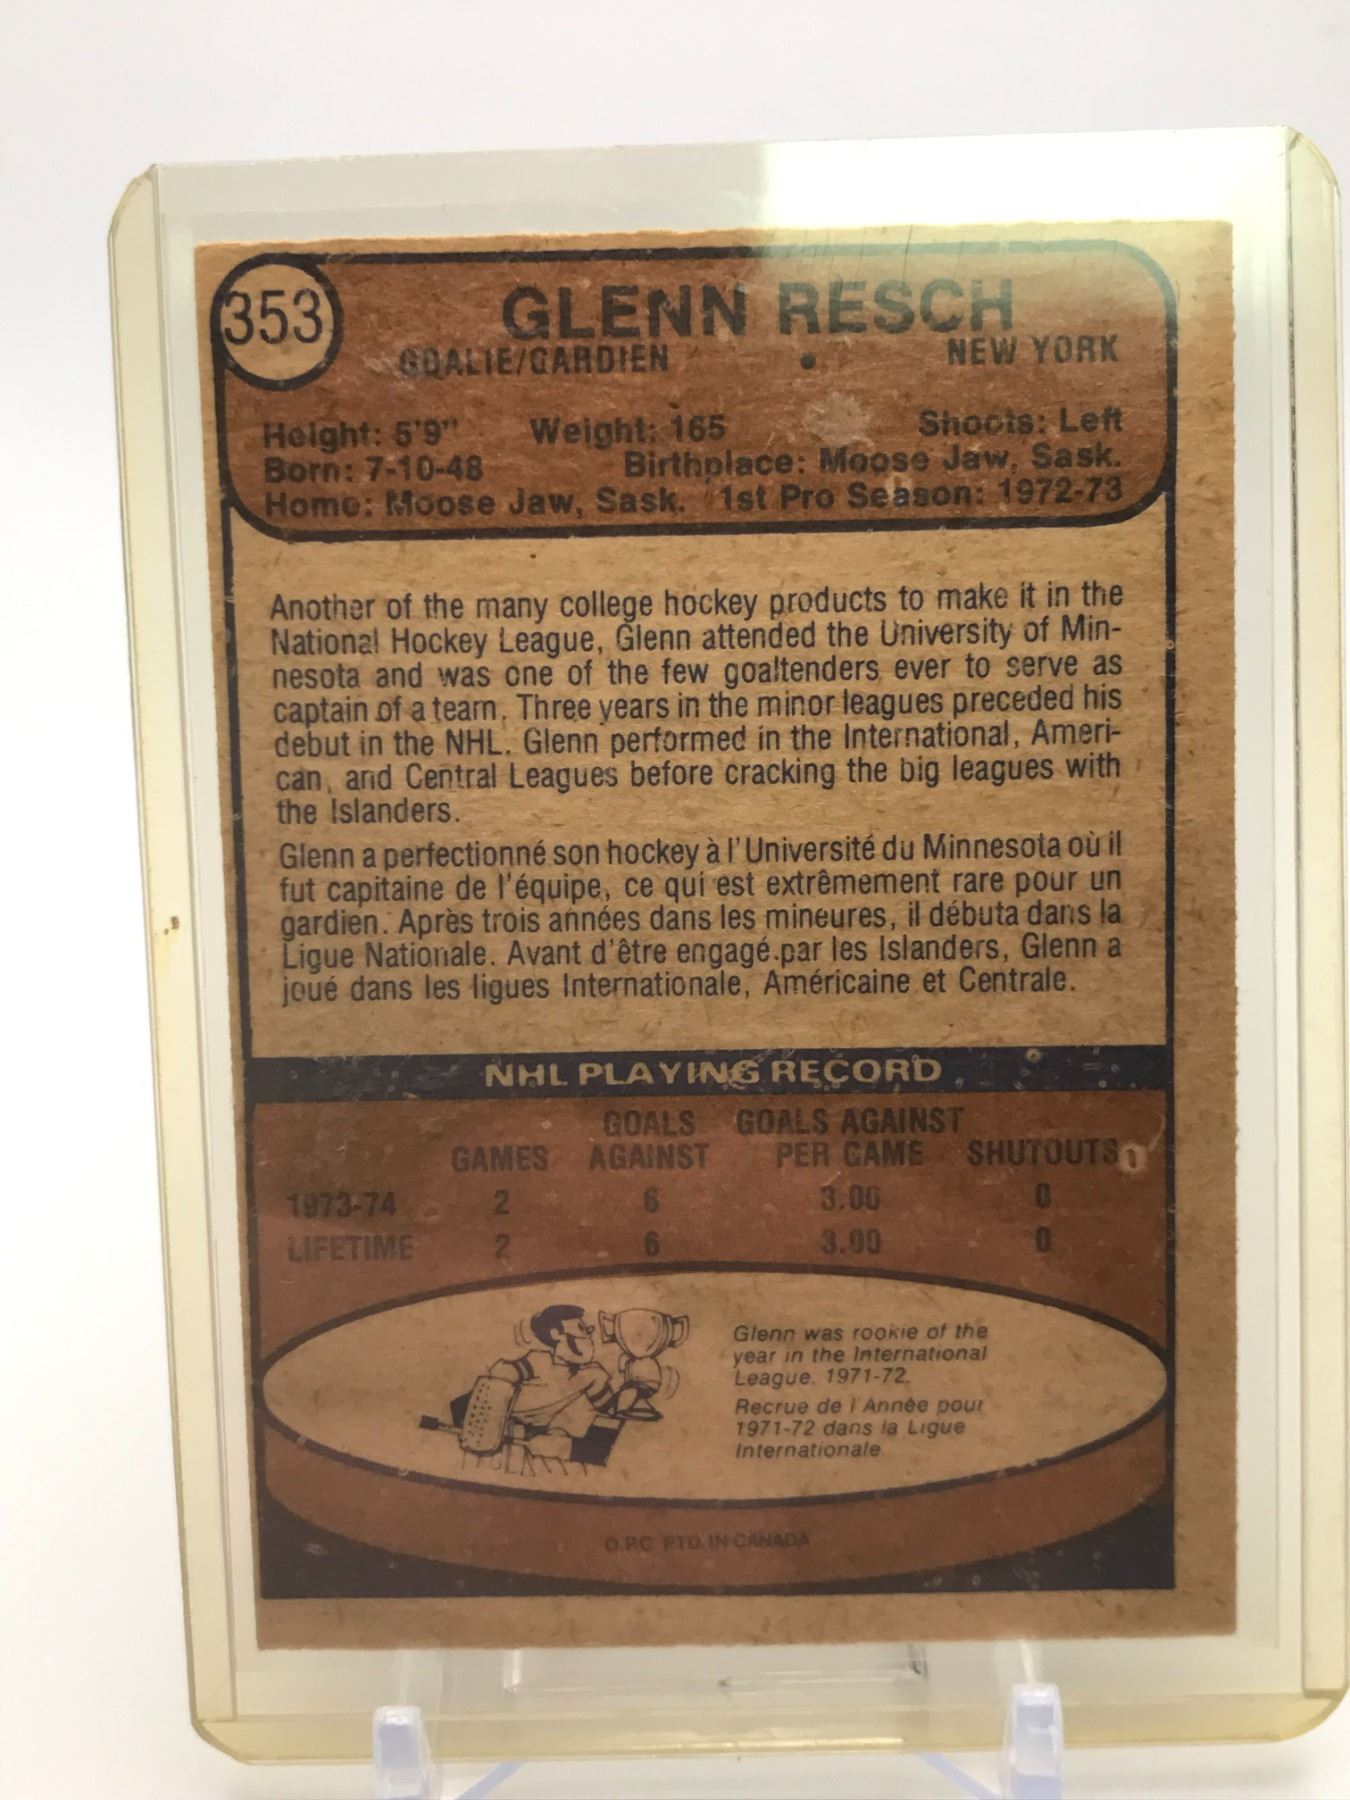 353
GLENN RESCH
GOALIE/GARDIEN • NEW YORK
Height: 5'9" Weight: 165 Shoots: Left
Born: 7-10-48 Birthplace: Moose Jaw, Sask.
Home: Moose Jaw, Sask. 1st Pro Season: 1972-73
Another of the many college hockey products to make it in the
National Hockey League, Glenn attended the University of Min-
nesota and was one of the few goaltenders ever to serve as
captain of a team. Three years in the minor leagues preceded his
debut in the NHL. Glenn performed in the International, Ameri-
can, and Central Leagues before cracking the big leagues with
the Islanders.
Glenn a perfectionné son hockey à l'Université du Minnesota où il
fut capitaine de l'équipe, ce qui est extrêmement rare pour un
gardien. Après trois années dans les mineures, il débuta dans la
Ligue Nationale. Avant d'être engagé par les Islanders, Glenn a
joué dans les ligues Internationale, Américaine et Centrale.
NHL PLAYING RECORD
GOALS GOALS AGAINST
GAMES AGAINST PER GAME SHUTOUTS
1973-74 2 6 3.00 0
LIFETIME 2 6 3.00 0
Glenn was rookie of the
year in the International
League, 1971-72.
Recrue de l'Année pour
1971-72 dans la Ligue
Internationale.
O.P.C. PTD. IN CANADA